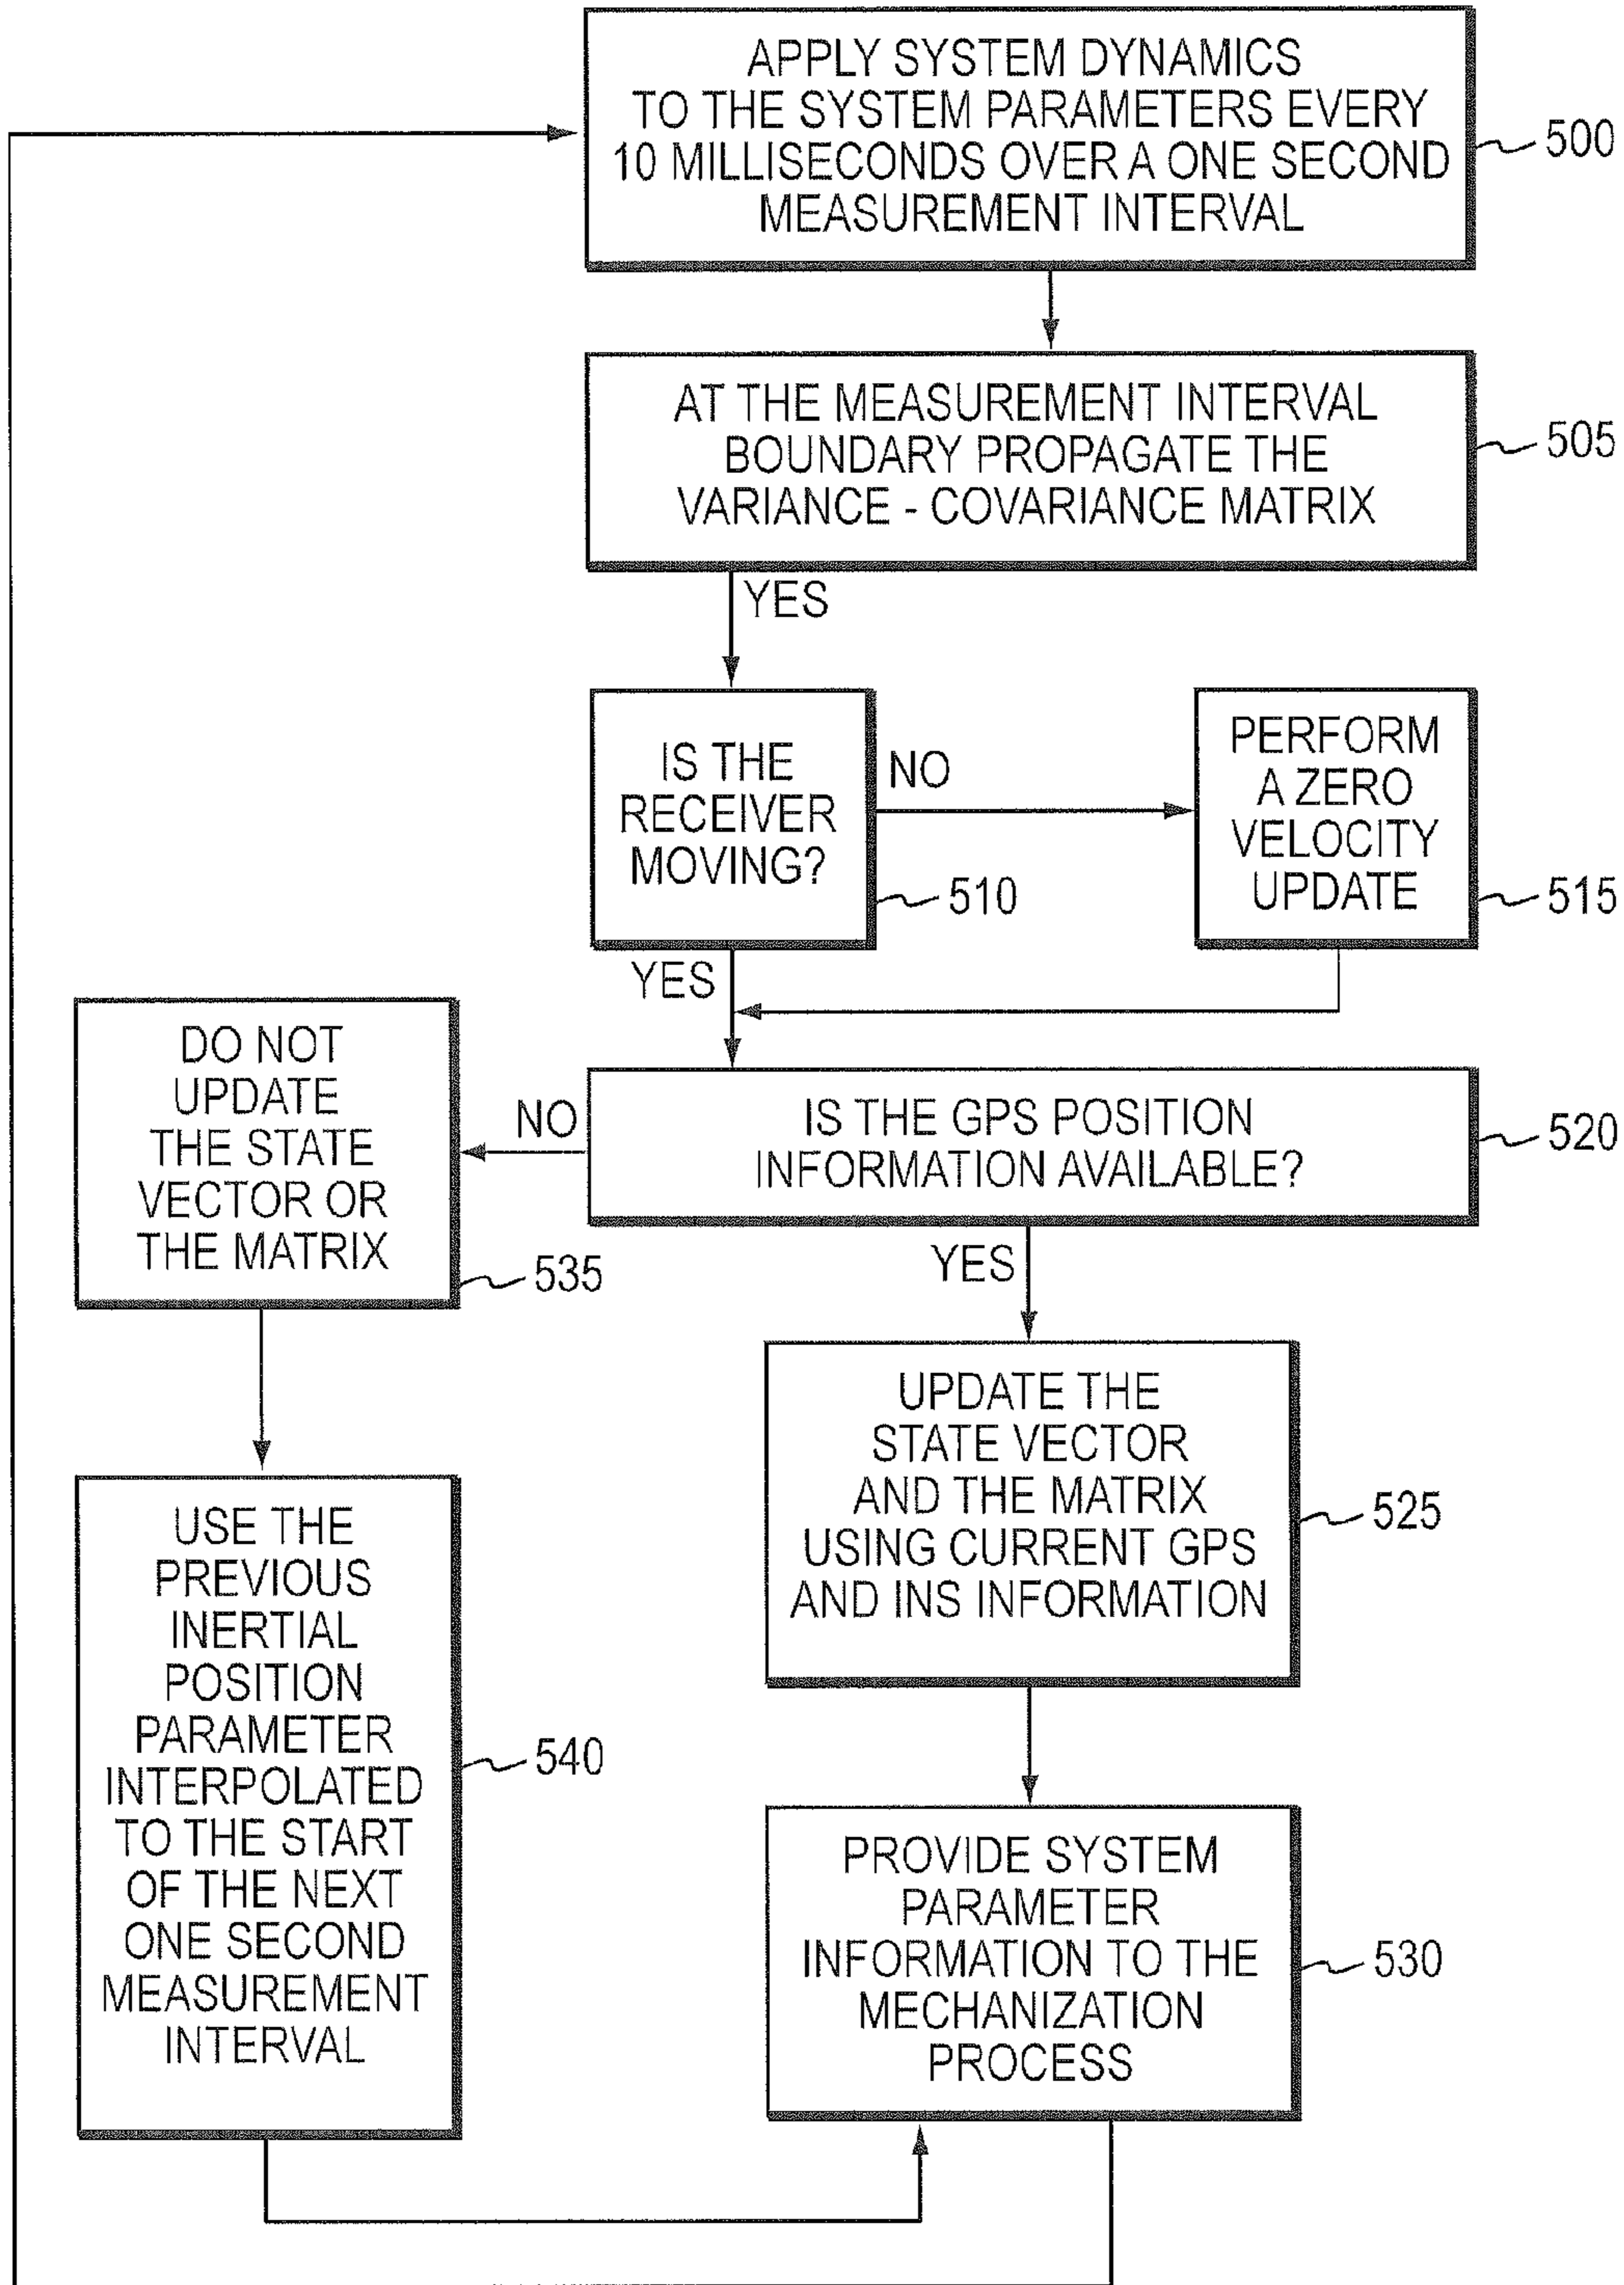 APPLY SYSTEM DYNAMICS
TO THE SYSTEM PARAMETERS EVERY
10 MILLISECONDS OVER A ONE SECOND
MEASUREMENT INTERVAL
500
AT THE MEASUREMENT INTERVAL
BOUNDARY PROPAGATE THE
VARIANCE - COVARIANCE MATRIX
505
YES
IS THE
RECEIVER
MOVING?
510
NO
PERFORM
A ZERO
VELOCITY
UPDATE
515
YES
IS THE GPS POSITION
INFORMATION AVAILABLE?
520
NO
DO NOT
UPDATE
THE STATE
VECTOR OR
THE MATRIX
535
YES
UPDATE THE
STATE VECTOR
AND THE MATRIX
USING CURRENT GPS
AND INS INFORMATION
525
USE THE
PREVIOUS
INERTIAL
POSITION
PARAMETER
INTERPOLATED
TO THE START
OF THE NEXT
ONE SECOND
MEASUREMENT
INTERVAL
540
PROVIDE SYSTEM
PARAMETER
INFORMATION TO THE
MECHANIZATION
PROCESS
530